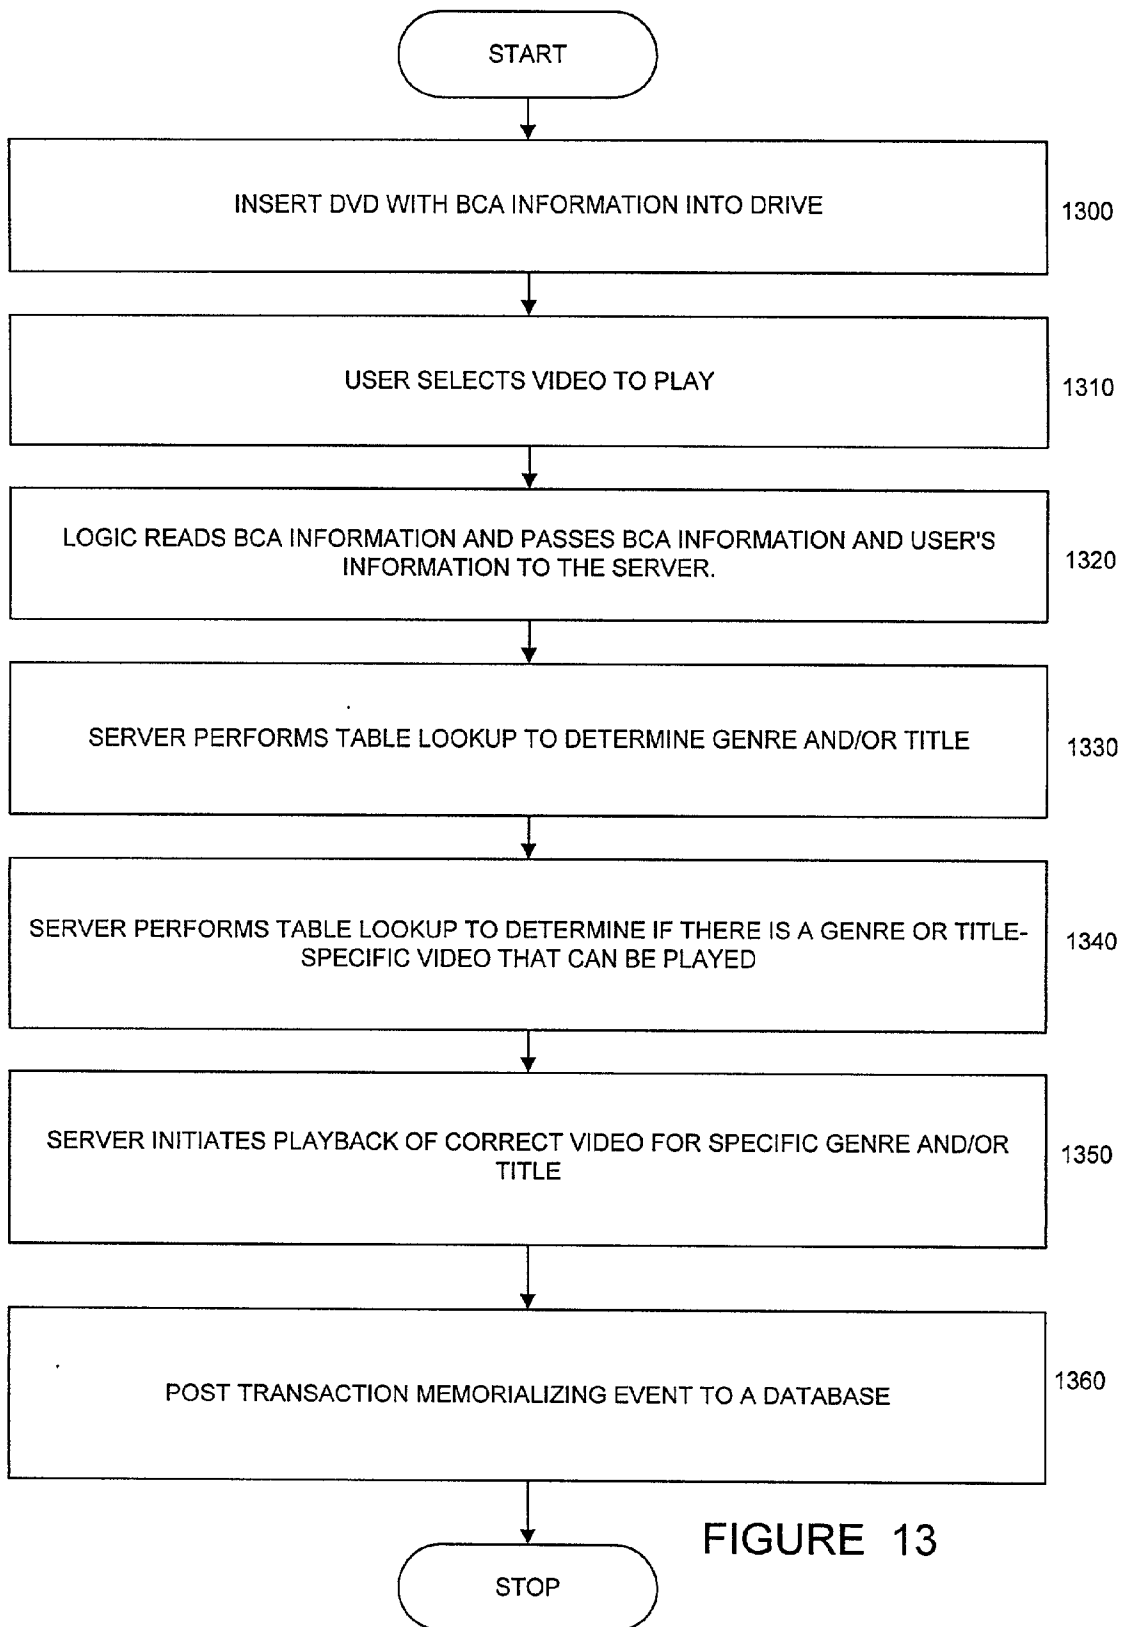 START
INSERT DVD WITH BCA INFORMATION INTO DRIVE
1300
USER SELECTS VIDEO TO PLAY
1310
LOGIC READS BCA INFORMATION AND PASSES BCA INFORMATION AND USER'S
INFORMATION TO THE SERVER.
1320
SERVER PERFORMS TABLE LOOKUP TO DETERMINE GENRE AND/OR TITLE
1330
SERVER PERFORMS TABLE LOOKUP TO DETERMINE IF THERE IS A GENRE OR TITLE-
SPECIFIC VIDEO THAT CAN BE PLAYED
1340
SERVER INITIATES PLAYBACK OF CORRECT VIDEO FOR SPECIFIC GENRE AND/OR
TITLE
1350
POST TRANSACTION MEMORIALIZING EVENT TO A DATABASE
1360
FIGURE 13
STOP